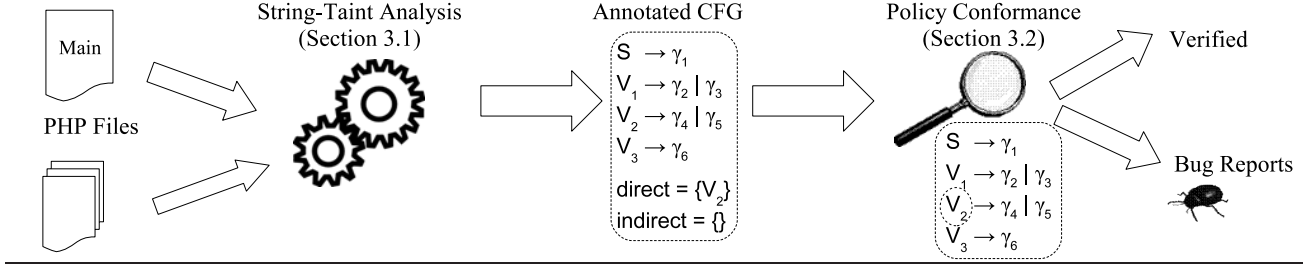 Main
PHP Files
String-Taint Analysis
(Section 3.1)
Annotated CFG
S → γ₁
V₁ → γ₂ | γ₃
V₂ → γ₄ | γ₅
V₃ → γ₆
direct = {V₂}
indirect = {}
Policy Conformance
(Section 3.2)
S → γ₁
V₁ → γ₂ | γ₃
V₂ → γ₄ | γ₅
V₃ → γ₆
Verified
Bug Reports